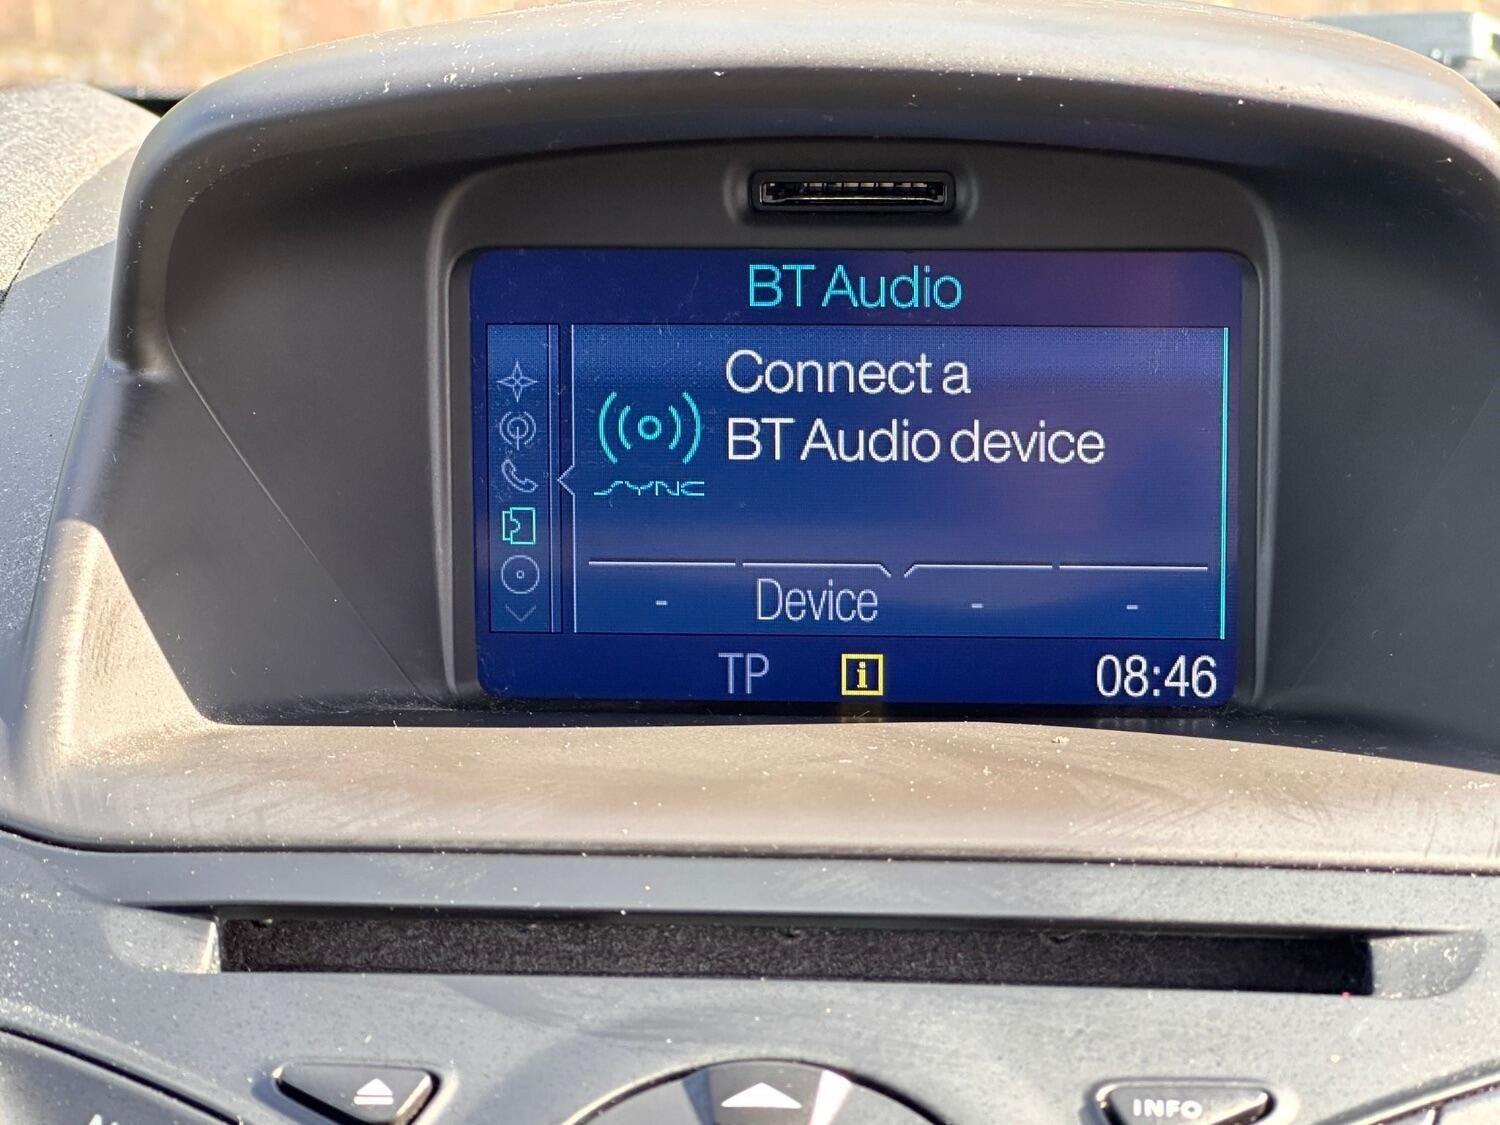 BT Audio
Connect a
BT Audio device
SYNC
- Device - -
TP i 08:46
INFO